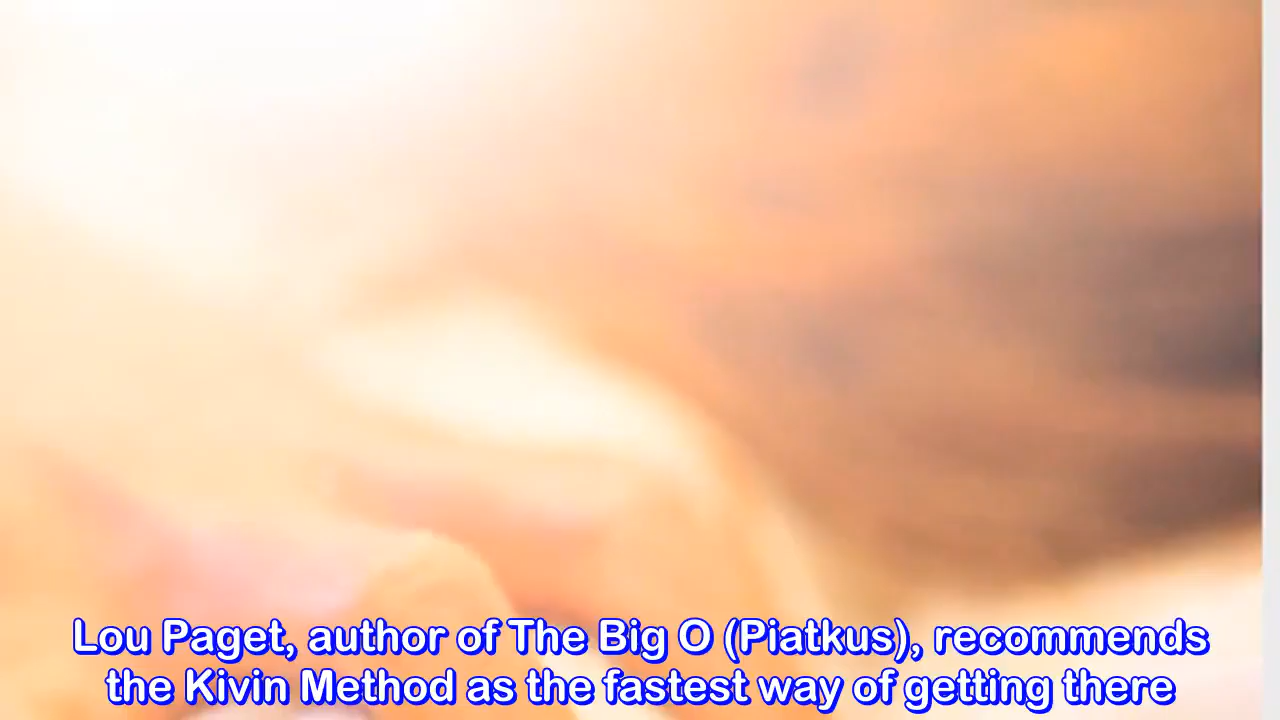 Lou Paget, author of The Big O (Piatkus), recommends
the Kivin Method as the fastest way of getting there